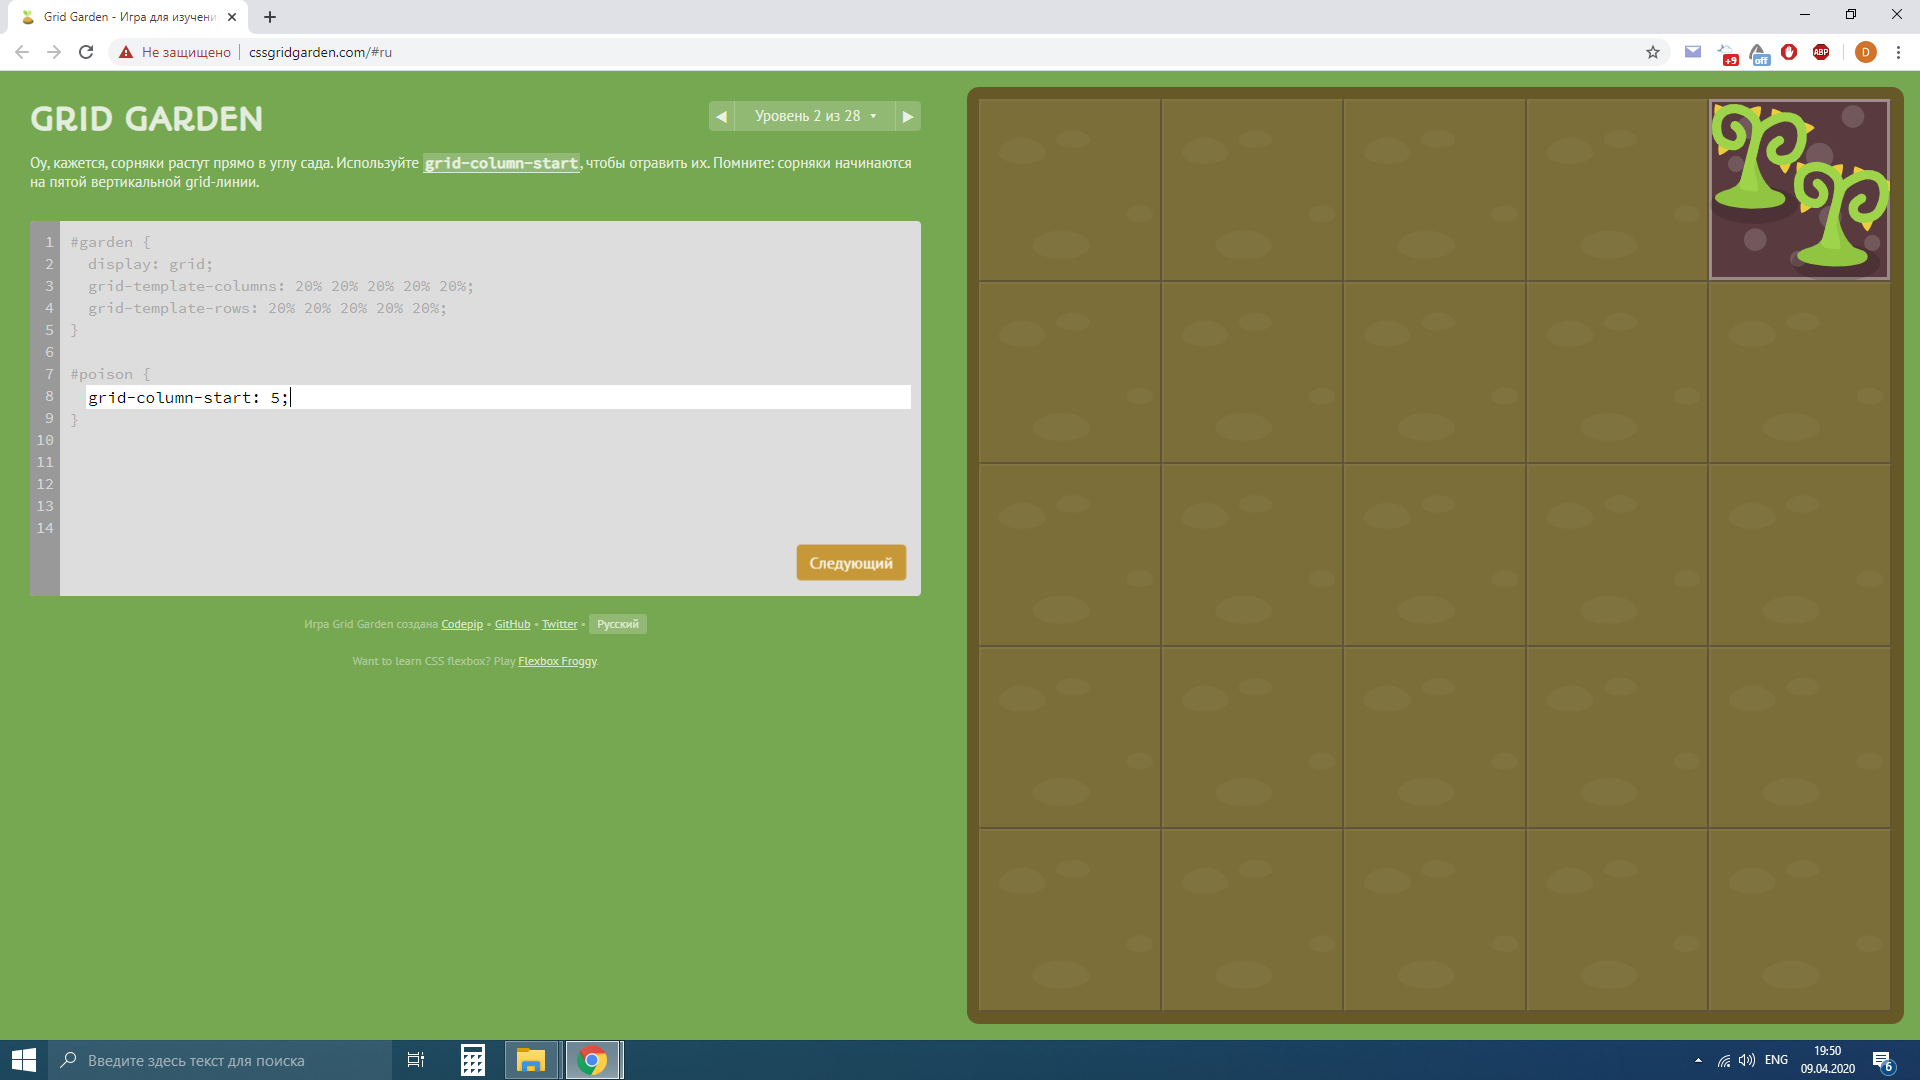 Grid Garden - Игра для изучени
Не защищено
cssgridgarden.com/#ru
+9
off
ABP
D
GRID GARDEN
Уровень 2 из 28
Оу, кажется, сорняки растут прямо в углу сада. Используйте grid-column-start, чтобы отравить их. Помните: сорняки начинаются
на пятой вертикальной grid-линии.
1 #garden {
2 display: grid;
3 grid-template-columns: 20% 20% 20% 20% 20%;
4 grid-template-rows: 20% 20% 20% 20% 20%;
5 }
6
7 #poison {
8 grid-column-start: 5;
9 }
10
11
12
13
14
Следующий
Игра Grid Garden создана Codepip • GitHub • Twitter • Русский
Want to learn CSS flexbox? Play Flexbox Froggy.
Введите здесь текст для поиска
ENG
19:50
09.04.2020
6